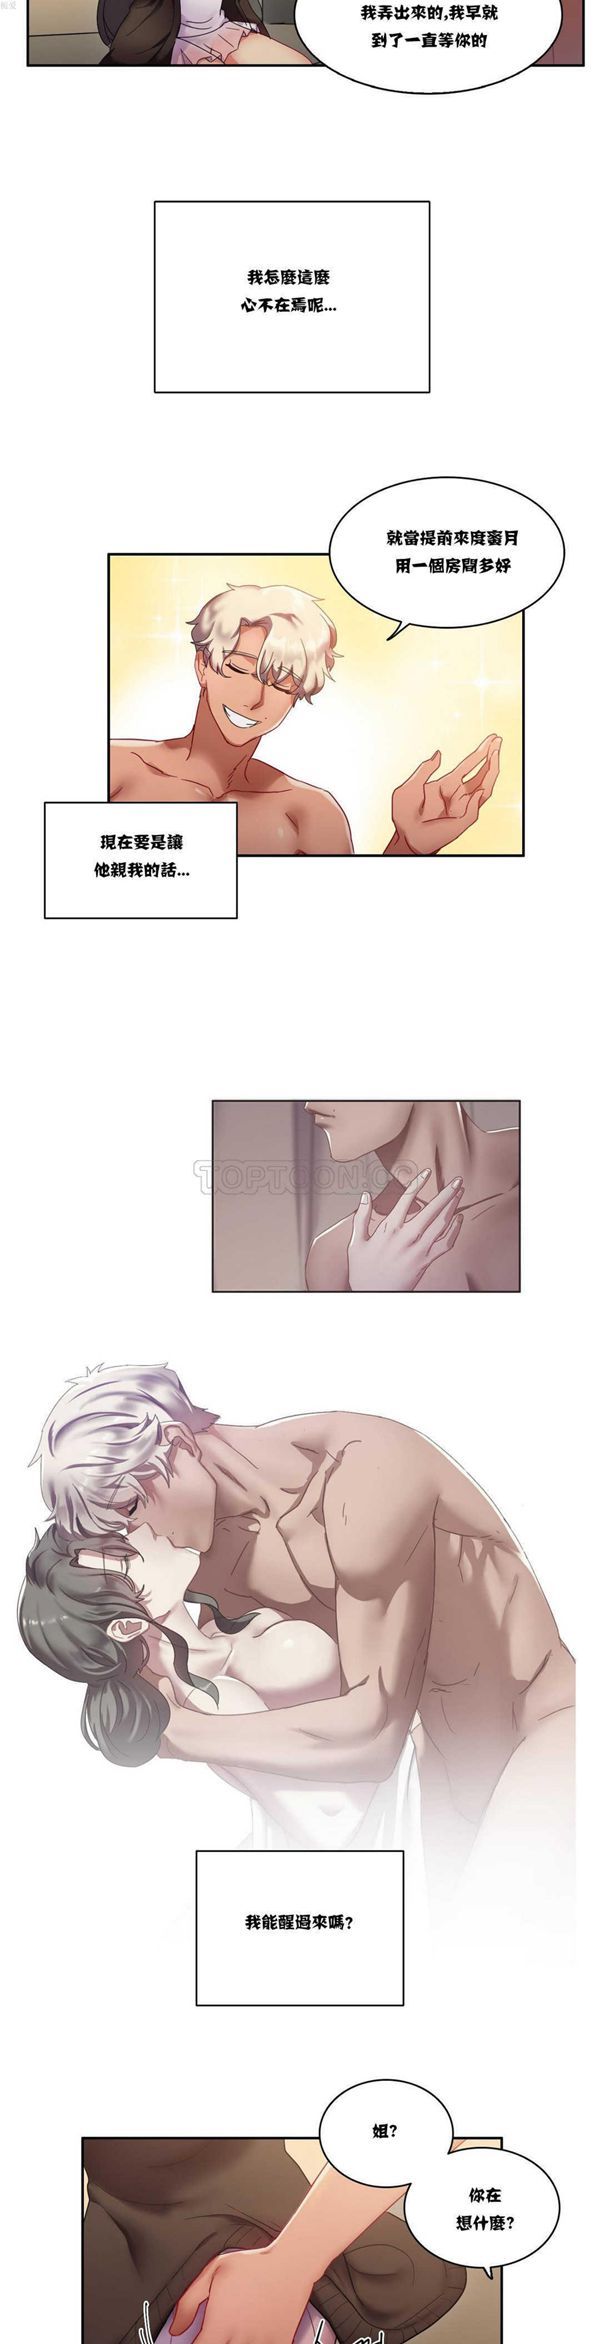 我弄出來的,我早就
到了一直等你的
我怎麼這麼
心不在焉呢...
就當提前來度蜜月
用一個房間多好
現在要是讓
他親我的話...
TOPTOON.CC
我能醒過來嗎?
姐?
你在
想什麼?